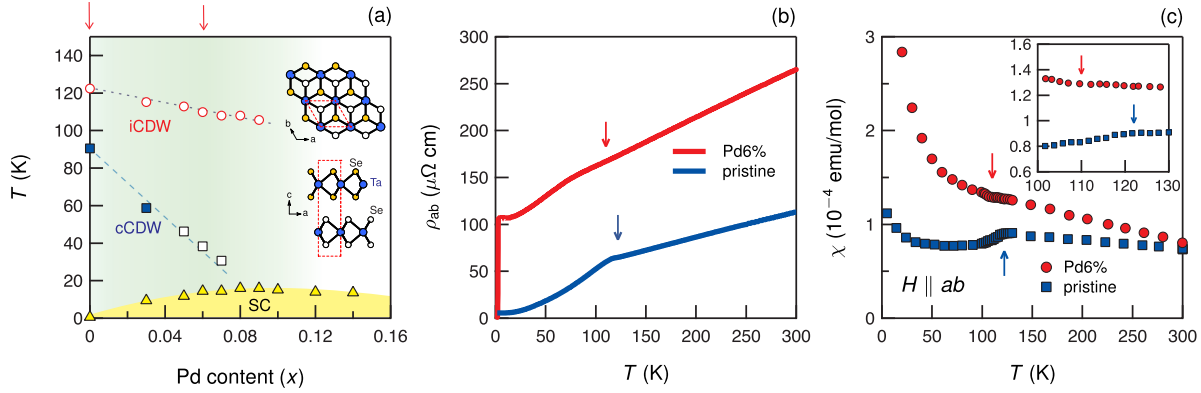 (a)
T (K)
140
120
100
80
60
40
20
0
iCDW
cCDW
SC
b
a
Se
Ta
c
a
Se
0
0.04
0.08
0.12
0.16
Pd content (x)
(b)
ρab (μΩ cm)
300
250
200
150
100
50
0
Pd6%
pristine
0
50
100
150
200
250
300
T (K)
(c)
χ (10−4 emu/mol)
3
2
1
0
1.6
1.4
1.2
1
0.8
0.6
100
110
120
130
Pd6%
pristine
H || ab
0
50
100
150
200
250
300
T (K)